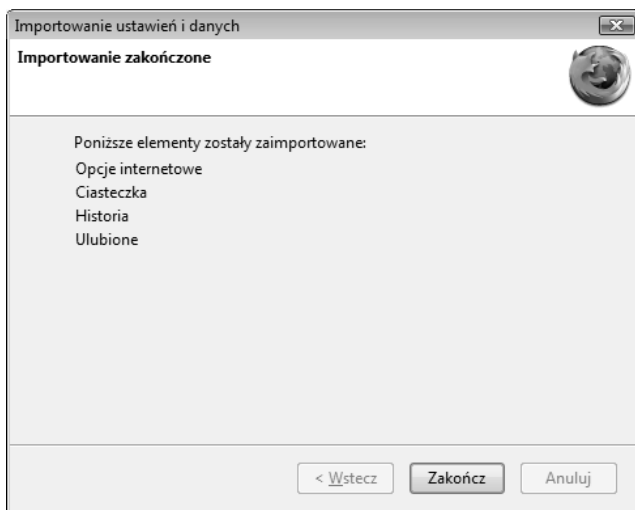 Importowanie ustawień i danych
Importowanie zakończone
Poniższe elementy zostały zaimportowane:
Opcje internetowe
Ciasteczka
Historia
Ulubione
< Wstecz
Zakończ
Anuluj